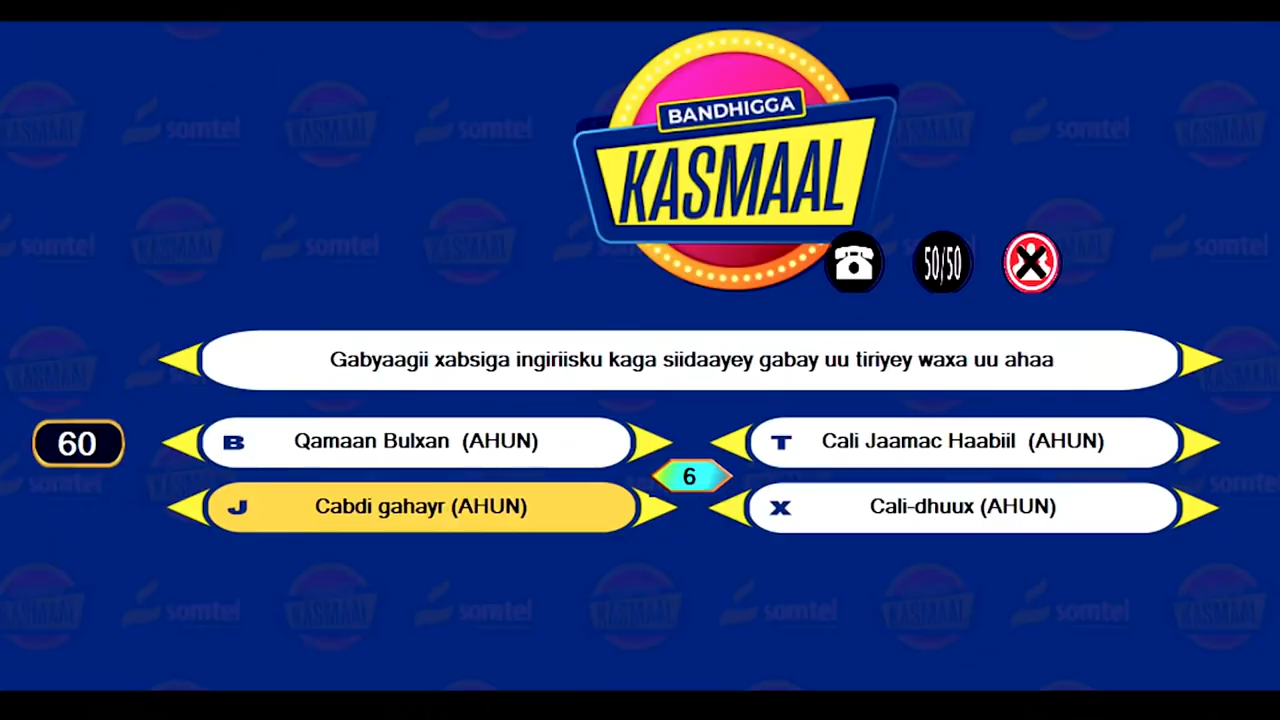 BANDHIGGA
KASMAAL
50/50
Gabyaagii xabsiga ingiriisku kaga siidaayey gabay uu tiriyey waxa uu ahaa
60
B Qamaan Bulxan (AHUN)
T Cali Jaamac Haabiil (AHUN)
6
J Cabdi gahayr (AHUN)
X Cali-dhuux (AHUN)
somtel